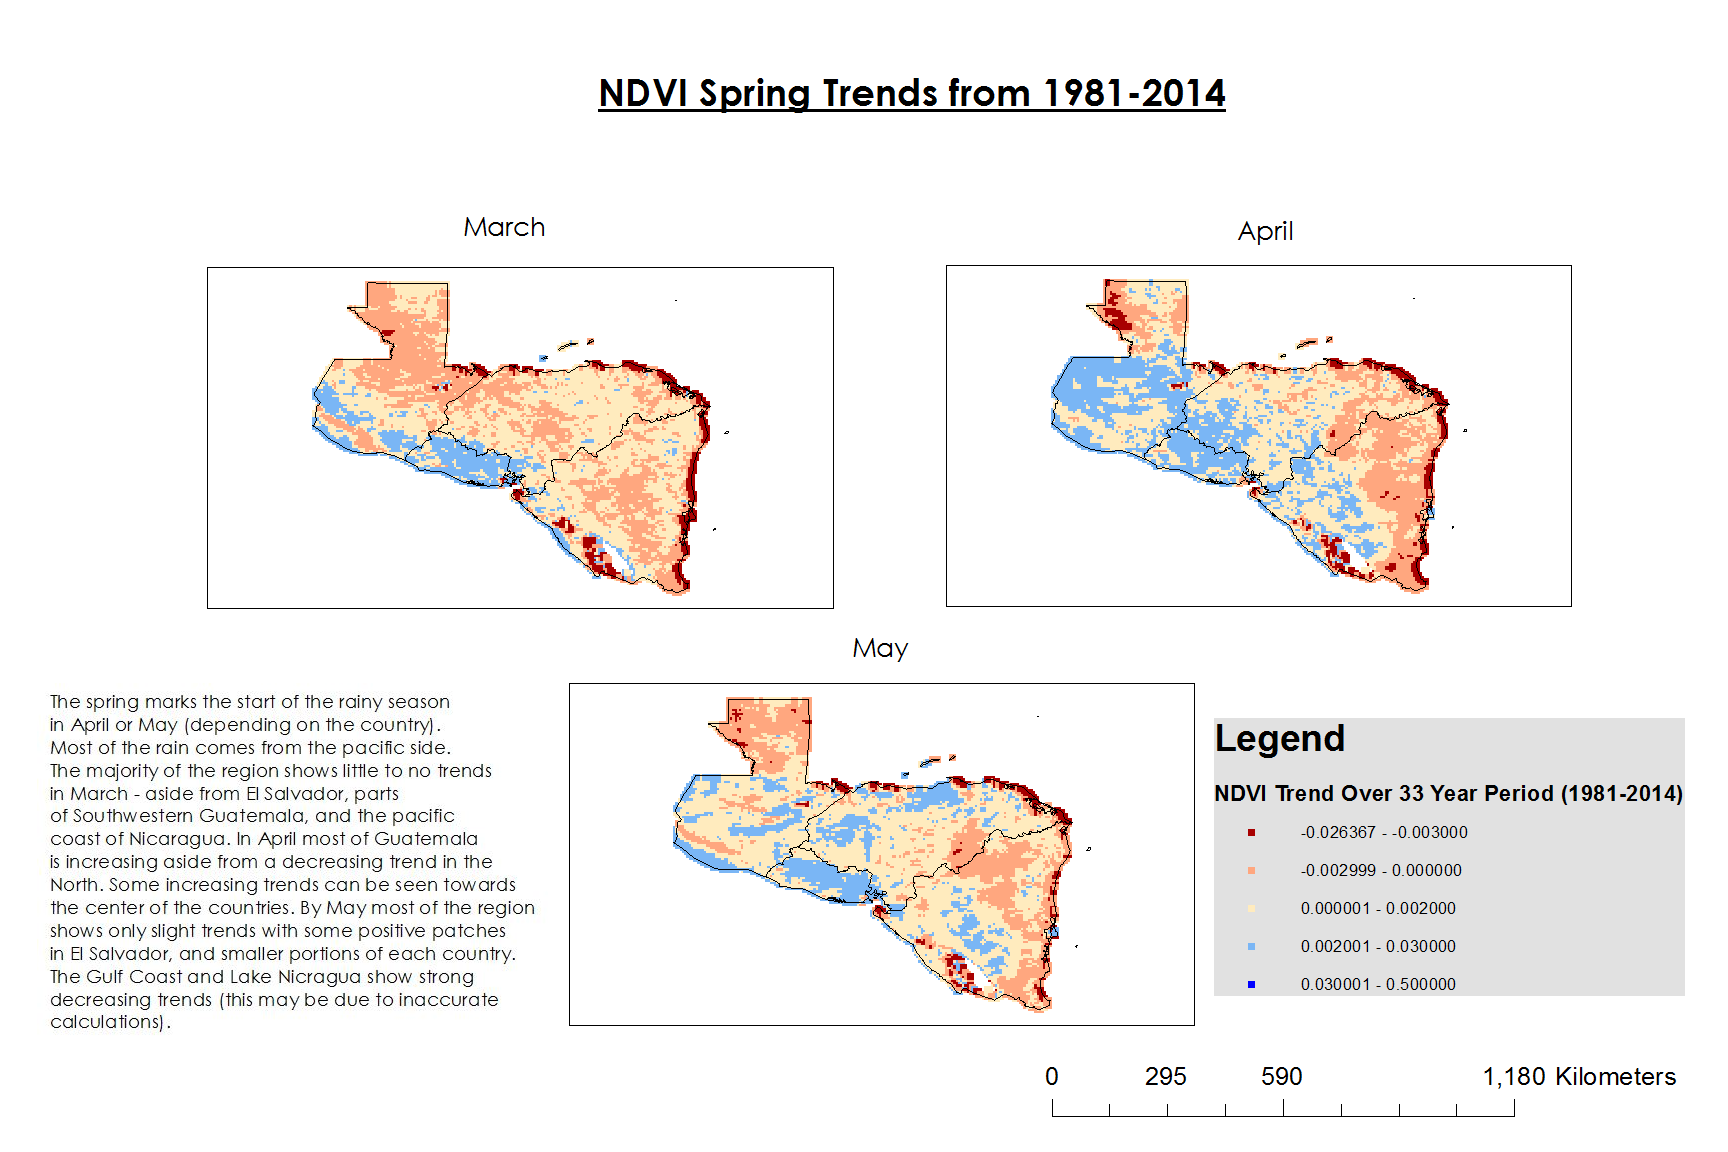 NDVI Spring Trends from 1981-2014
March
April
May
The spring marks the start of the rainy season
in April or May (depending on the country).
Most of the rain comes from the pacific side.
The majority of the region shows little to no trends
in March - aside from El Salvador, parts
of Southwestern Guatemala, and the pacific
coast of Nicaragua. In April most of Guatemala
is increasing aside from a decreasing trend in the
North. Some increasing trends can be seen towards
the center of the countries. By May most of the region
shows only slight trends with some positive patches
in El Salvador, and smaller portions of each country.
The Gulf Coast and Lake Nicragua show strong
decreasing trends (this may be due to inaccurate
calculations).
Legend
NDVI Trend Over 33 Year Period (1981-2014)
-0.026367 - -0.003000
-0.002999 - 0.000000
0.000001 - 0.002000
0.002001 - 0.030000
0.030001 - 0.500000
0 295 590 1,180 Kilometers